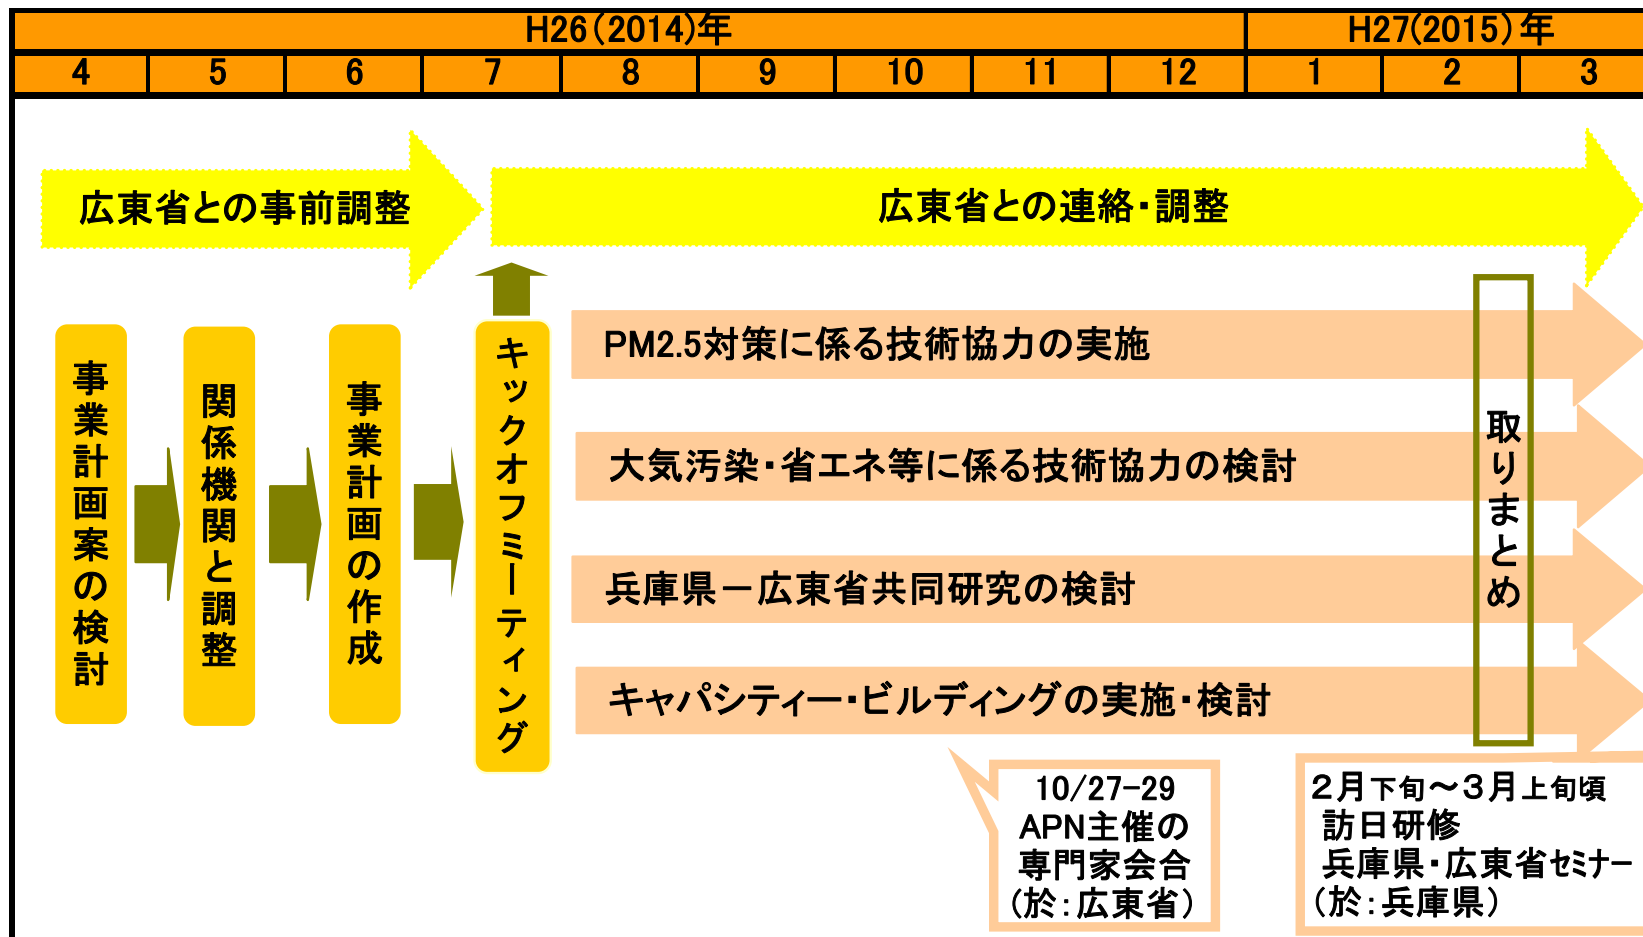 H26(2014)年
H27(2015)年
4 5 6 7 8 9 10 11 12 1 2 3
広東省との事前調整
広東省との連絡・調整
事業計画案の検討
関係機関と調整
事業計画の作成
キックオフミーティング
PM2.5対策に係る技術協力の実施
大気汚染・省エネ等に係る技術協力の検討
兵庫県－広東省共同研究の検討
キャパシティー・ビルディングの実施・検討
取りまとめ
10/27-29
APN主催の
専門家会合
(於：広東省)
２月下旬～３月上旬頃
訪日研修
兵庫県・広東省セミナー
(於：兵庫県)